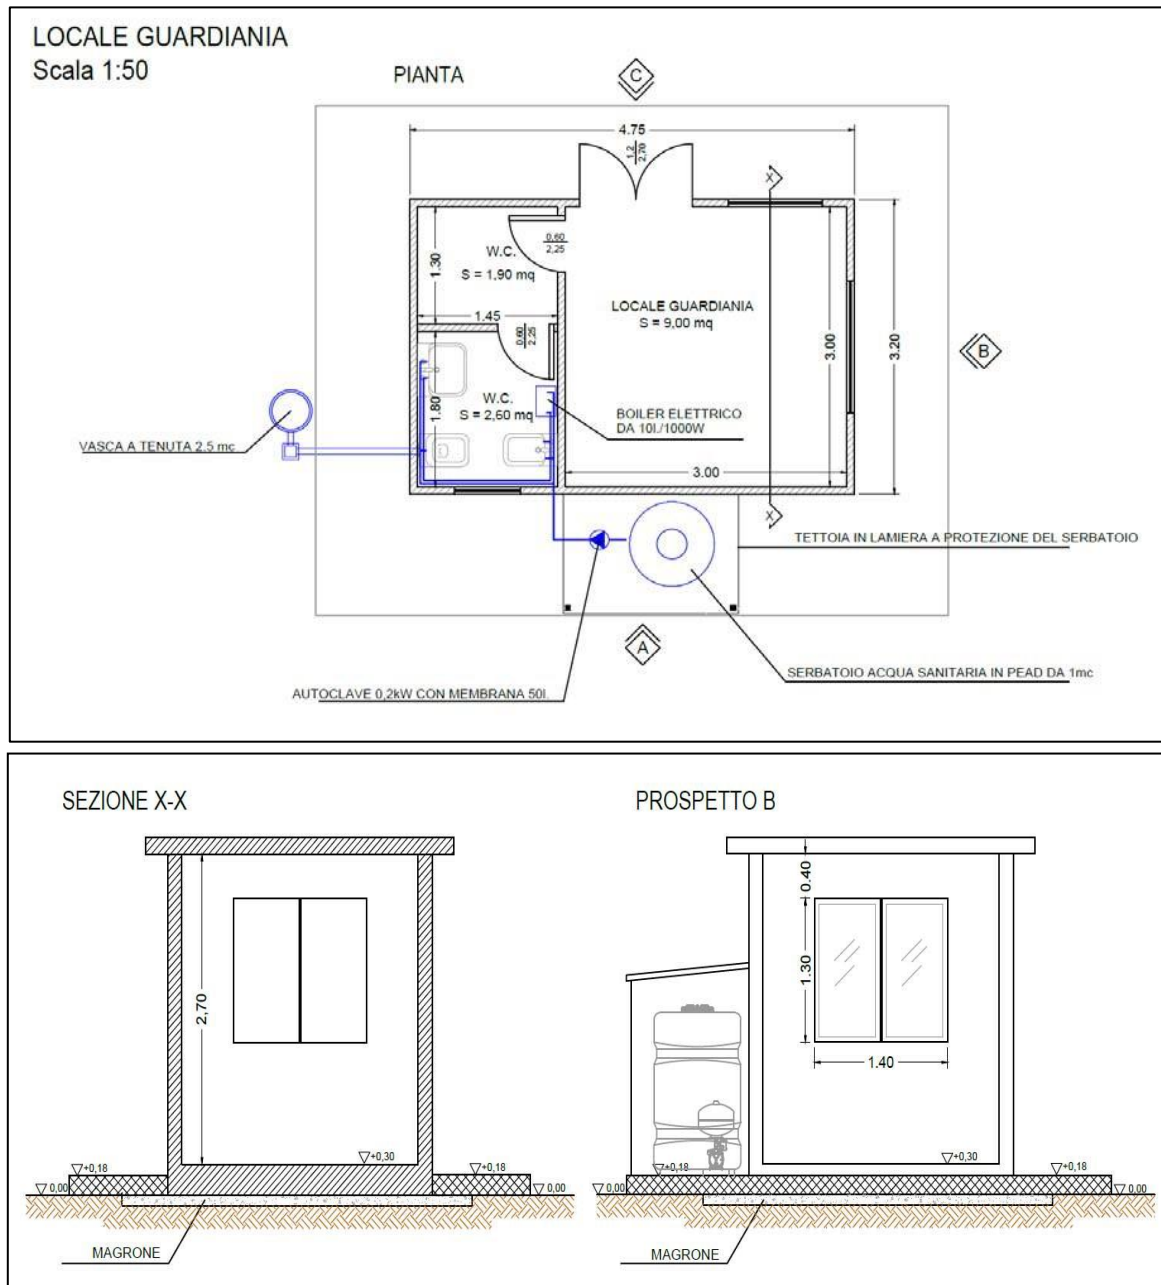 LOCALE GUARDIANIA
Scala 1:50
PIANTA
C
4.75
1,2
2,70
X
0,60
2,25
W.C.
S = 1,90 mq
1.30
1.45
0,60
2,25
LOCALE GUARDIANIA
S = 9,00 mq
3.00
3.20
B
W.C.
S = 2,60 mq
1.80
BOILER ELETTRICO
DA 10l./1000W
VASCA A TENUTA 2.5 mc
3.00
X
TETTOIA IN LAMIERA A PROTEZIONE DEL SERBATOIO
A
SERBATOIO ACQUA SANITARIA IN PEAD DA 1mc
AUTOCLAVE 0,2kW CON MEMBRANA 50l.
SEZIONE X-X
2,70
+0,30
+0,18
+0,18
0,00
0,00
MAGRONE
PROSPETTO B
0.40
1.30
1.40
+0,30
+0,18
+0,18
0,00
0,00
MAGRONE